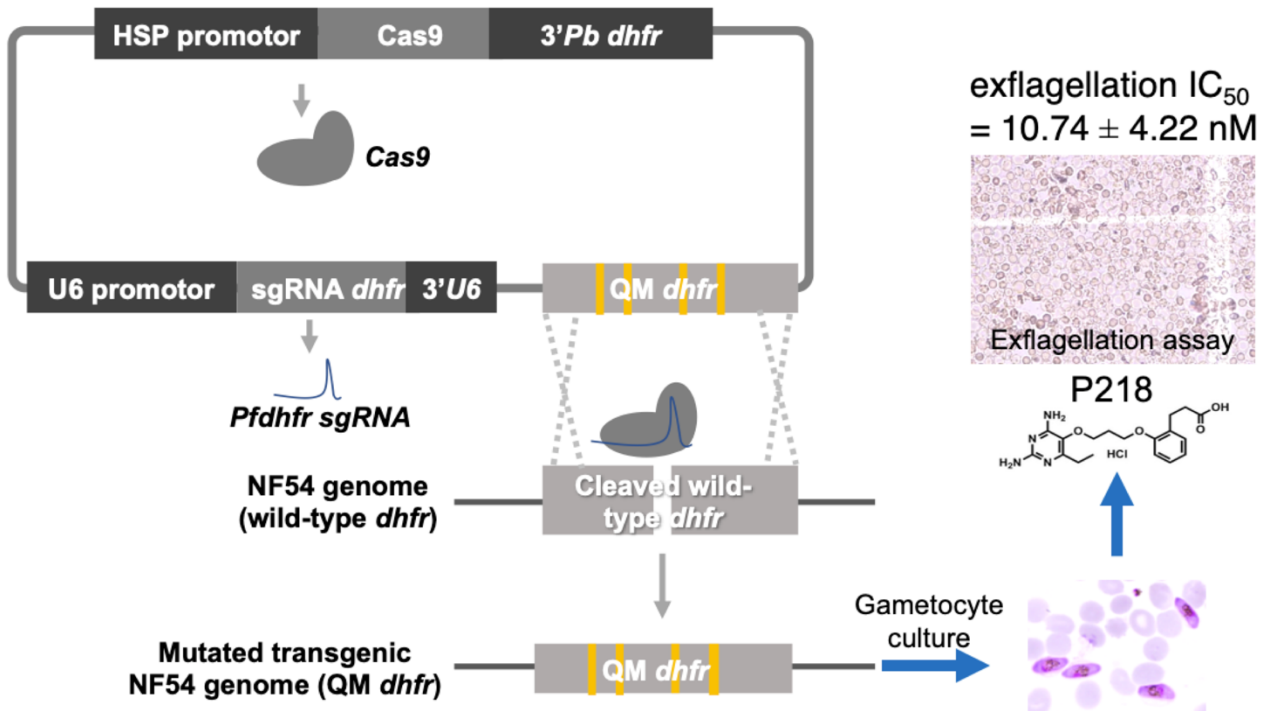 HSP promotor
Cas9
3’Pb dhfr
Cas9
U6 promotor
sgRNA dhfr
3’U6
QM dhfr
Pfdhfr sgRNA
NF54 genome
(wild-type dhfr)
Cleaved wild-
type dhfr
Mutated transgenic
NF54 genome (QM dhfr)
QM dhfr
Gametocyte
culture
exflagellation IC50
= 10.74 ± 4.22 nM
Exflagellation assay
P218
NH2
OH
N
O
O
O
H2N
N
HCl